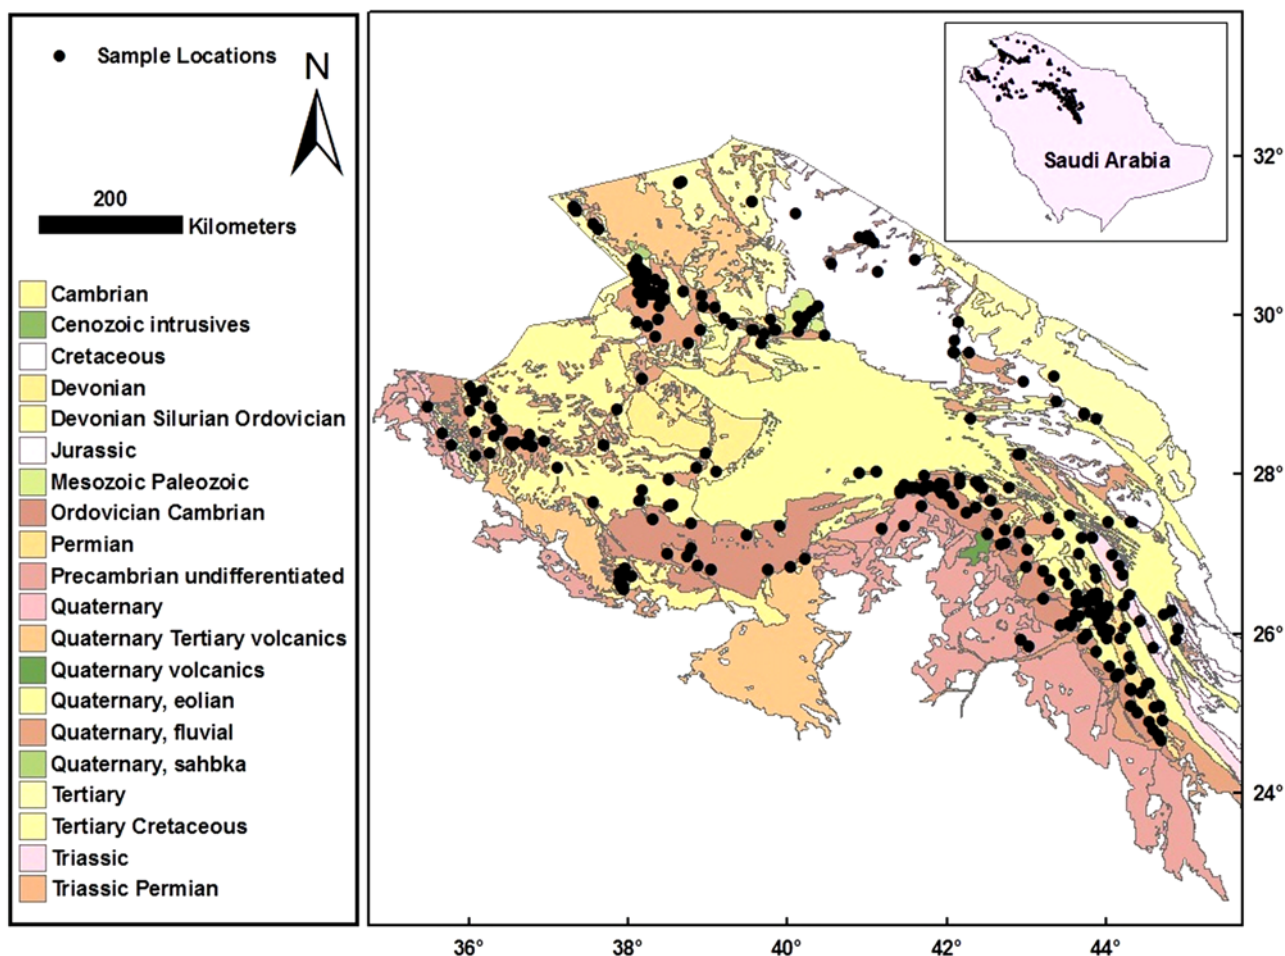 Sample Locations
N
200
Kilometers
Cambrian
Cenozoic intrusives
Cretaceous
Devonian
Devonian Silurian Ordovician
Jurassic
Mesozoic Paleozoic
Ordovician Cambrian
Permian
Precambrian undifferentiated
Quaternary
Quaternary Tertiary volcanics
Quaternary volcanics
Quaternary, eolian
Quaternary, fluvial
Quaternary, sahbka
Tertiary
Tertiary Cretaceous
Triassic
Triassic Permian
Saudi Arabia
32°
30°
28°
26°
24°
36° 38° 40° 42° 44°